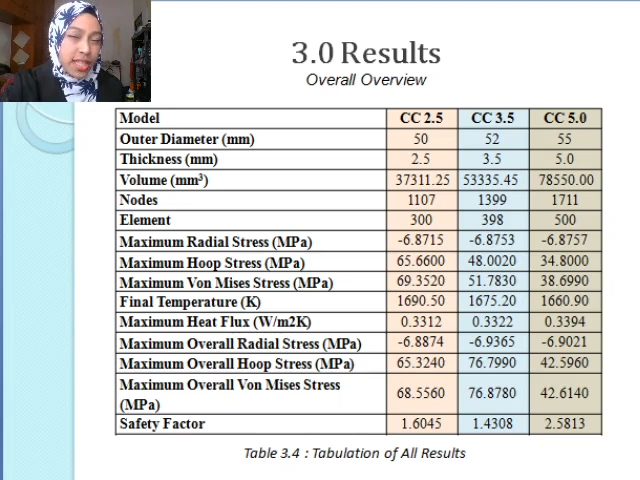 3.0 Results
Overall Overview
Model CC 2.5 CC 3.5 CC 5.0
Outer Diameter (mm) 50 52 55
Thickness (mm) 2.5 3.5 5.0
Volume (mm³) 37311.25 53335.45 78550.00
Nodes 1107 1399 1711
Element 300 398 500
Maximum Radial Stress (MPa) -6.8715 -6.8753 -6.8757
Maximum Hoop Stress (MPa) 65.6600 48.0020 34.8000
Maximum Von Mises Stress (MPa) 69.3520 51.7830 38.6990
Final Temperature (K) 1690.50 1675.20 1660.90
Maximum Heat Flux (W/m2K) 0.3312 0.3322 0.3394
Maximum Overall Radial Stress (MPa) -6.8874 -6.9365 -6.9021
Maximum Overall Hoop Stress (MPa) 65.3240 76.7990 42.5960
Maximum Overall Von Mises Stress
(MPa) 68.5560 76.8780 42.6140
Safety Factor 1.6045 1.4308 2.5813
Table 3.4 : Tabulation of All Results